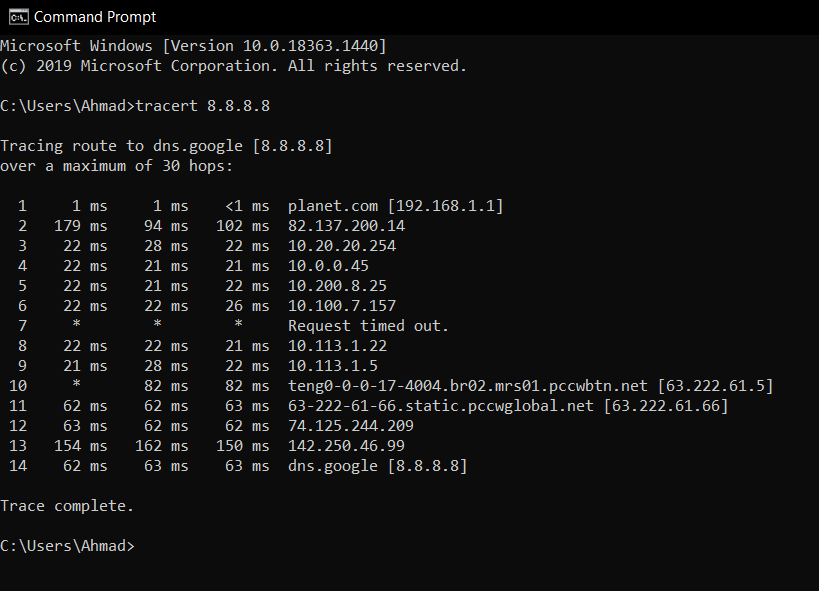 Command Prompt
Microsoft Windows [Version 10.0.18363.1440]
(c) 2019 Microsoft Corporation. All rights reserved.
C:\Users\Ahmad>tracert 8.8.8.8
Tracing route to dns.google [8.8.8.8]
over a maximum of 30 hops:
1 1 ms 1 ms <1 ms planet.com [192.168.1.1]
2 179 ms 94 ms 102 ms 82.137.200.14
3 22 ms 28 ms 22 ms 10.20.20.254
4 22 ms 21 ms 21 ms 10.0.0.45
5 22 ms 21 ms 22 ms 10.200.8.25
6 22 ms 22 ms 26 ms 10.100.7.157
7 * * * Request timed out.
8 22 ms 22 ms 21 ms 10.113.1.22
9 21 ms 28 ms 22 ms 10.113.1.5
10 * 82 ms 82 ms teng0-0-0-17-4004.br02.mrs01.pccwbtn.net [63.222.61.5]
11 62 ms 62 ms 63 ms 63-222-61-66.static.pccwglobal.net [63.222.61.66]
12 63 ms 62 ms 62 ms 74.125.244.209
13 154 ms 162 ms 150 ms 142.250.46.99
14 62 ms 63 ms 63 ms dns.google [8.8.8.8]
Trace complete.
C:\Users\Ahmad>